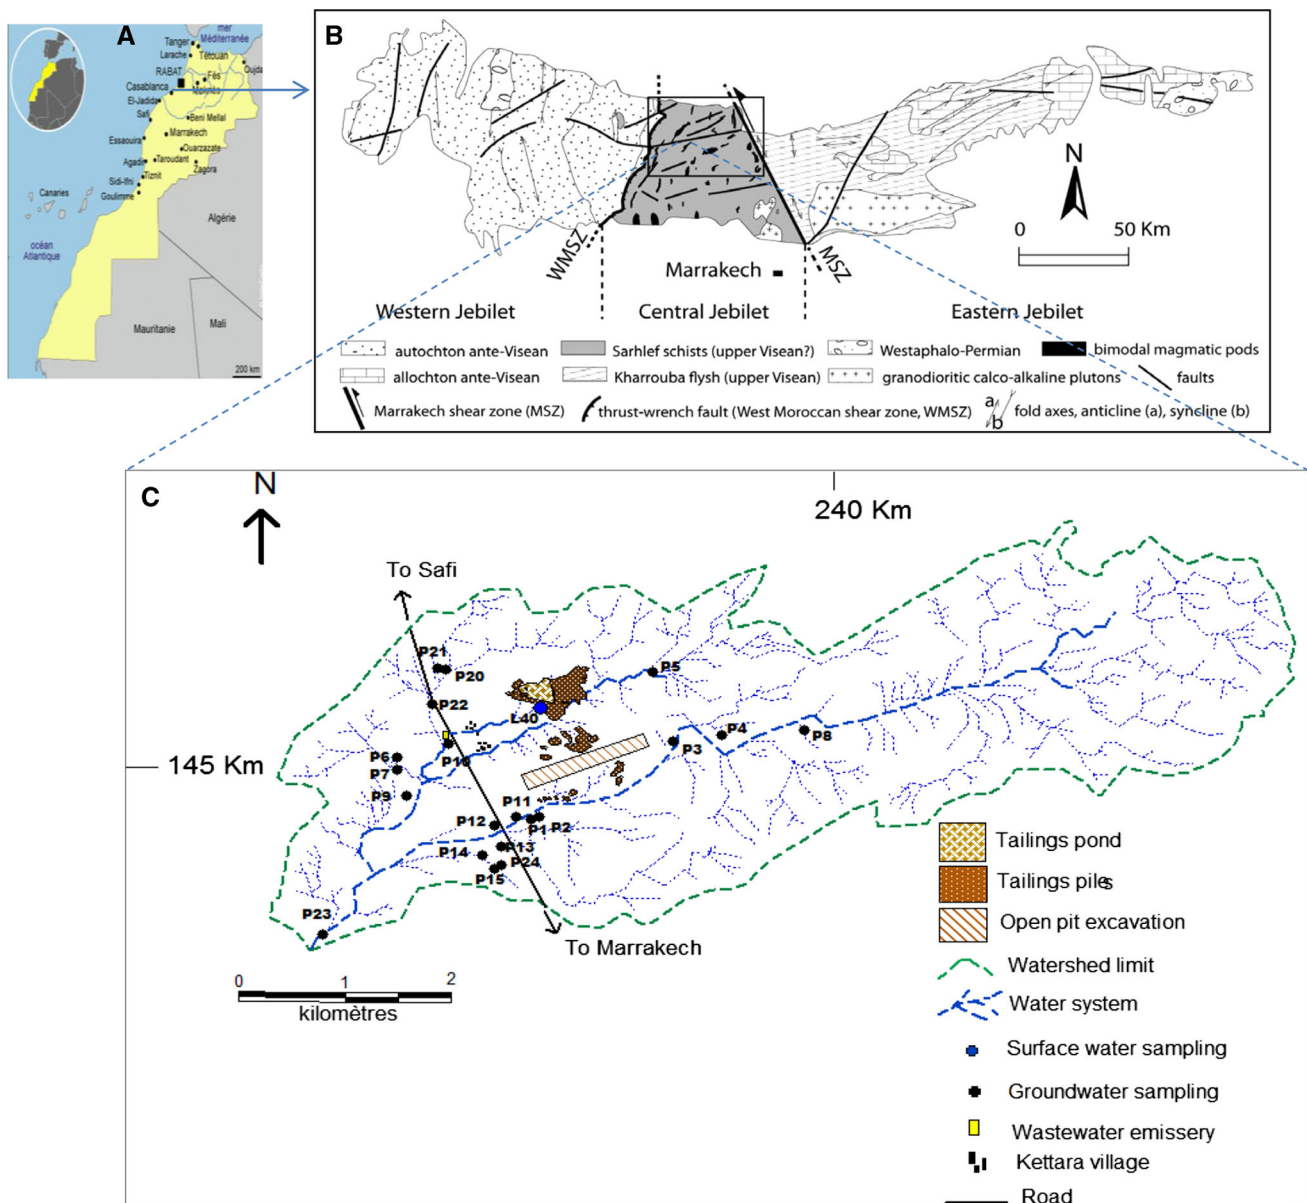 A
mer
Méditerranée
Tanger
Larache
Tétouan
Oujda
RABAT
Fès
Casablanca
Meknès
El-Jadida
Safi
Beni Mellal
Marrakech
Essaouira
Ouarzazate
Agadir
Taroudant
Zagora
Tiznit
Sidi-Ifni
Goulimme
Canaries
Algérie
océan
Atlantique
Mauritanie
Mali
200 km
B
N
0 50 Km
WMSZ
MSZ
Marrakech
Western Jebilet Central Jebilet Eastern Jebilet
autochton ante-Visean Sarhlef schists (upper Visean?) Westaphalo-Permian bimodal magmatic pods
allochton ante-Visean Kharrouba flysh (upper Visean) granodioritic calco-alkaline plutons faults
Marrakech shear zone (MSZ) thrust-wrench fault (West Moroccan shear zone, WMSZ) a b fold axes, anticline (a), syncline (b)
C
N
240 Km
To Safi
P21
P20
P5
P22
L40
P4
P8
P3
P10
P6
145 Km
P7
P9
P11
P12
P1
P2
P13
P14
P24
P15
P23
To Marrakech
0 1 2
kilomètres
Tailings pond
Tailings piles
Open pit excavation
Watershed limit
Water system
Surface water sampling
Groundwater sampling
Wastewater emissery
Kettara village
Road